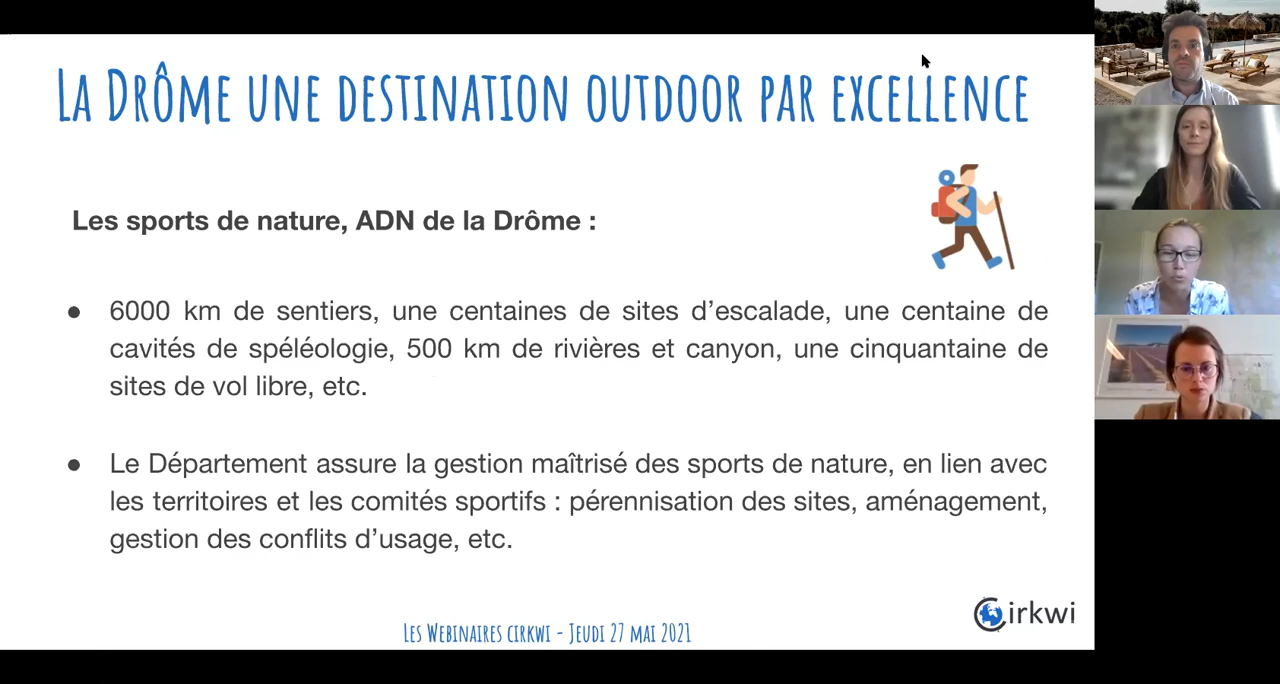 LA DRÔME UNE DESTINATION OUTDOOR PAR EXCELLENCE
Les sports de nature, ADN de la Drôme :
● 6000 km de sentiers, une centaines de sites d’escalade, une centaine de
cavités de spéléologie, 500 km de rivières et canyon, une cinquantaine de
sites de vol libre, etc.
● Le Département assure la gestion maîtrisé des sports de nature, en lien avec
les territoires et les comités sportifs : pérennisation des sites, aménagement,
gestion des conflits d’usage, etc.
Cirkwi
LES WEBINAIRES CIRKWI - JEUDI 27 MAI 2021